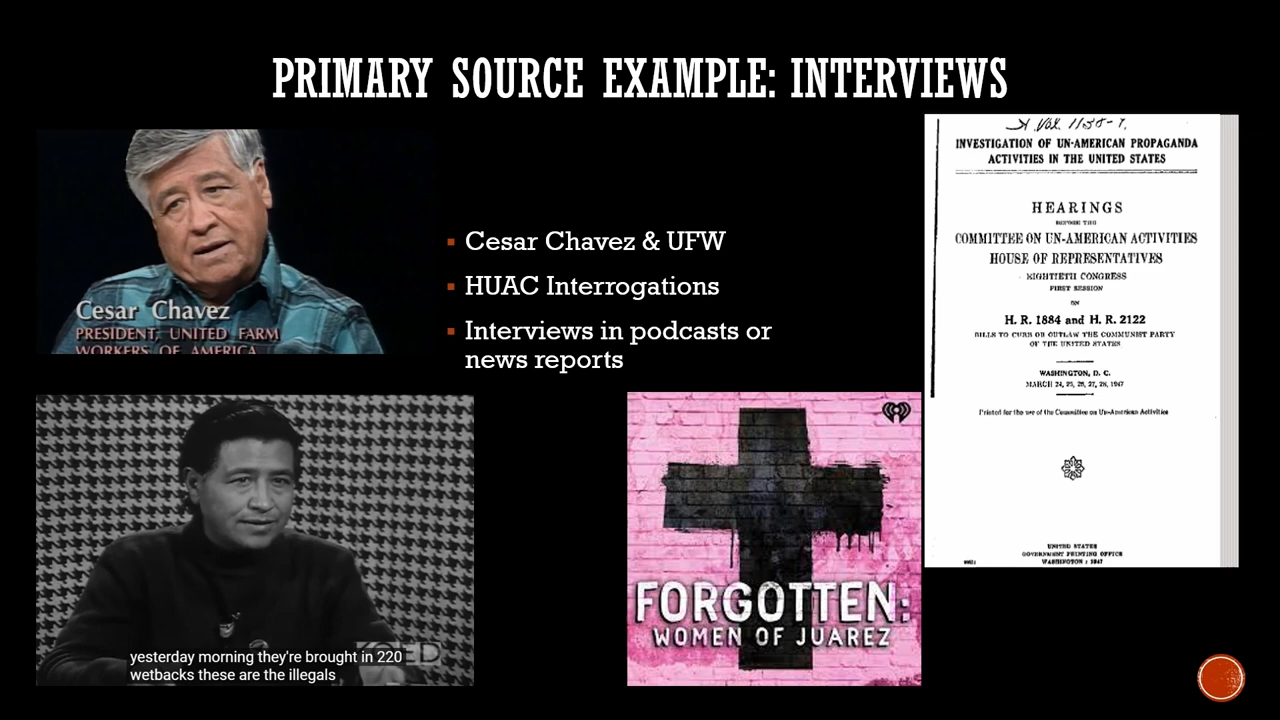 PRIMARY SOURCE EXAMPLE: INTERVIEWS
Cesar Chavez
PRESIDENT, UNITED FARM
WORKERS OF AMERICA
Cesar Chavez & UFW
HUAC Interrogations
Interviews in podcasts or
news reports
yesterday morning they're brought in 220
wetbacks these are the illegals
FORGOTTEN:
WOMEN OF JUAREZ
INVESTIGATION OF UN-AMERICAN PROPAGANDA
ACTIVITIES IN THE UNITED STATES
HEARINGS
BEFORE THE
COMMITTEE ON UN-AMERICAN ACTIVITIES
HOUSE OF REPRESENTATIVES
EIGHTIETH CONGRESS
FIRST SESSION
ON
H. R. 1884 and H. R. 2122
BILLS TO CURB OR OUTLAW THE COMMUNIST PARTY
OF THE UNITED STATES
WASHINGTON, D. C.
MARCH 24, 25, 26, 27, 28, 1947
Printed for the use of the Committee on Un-American Activities
UNITED STATES
GOVERNMENT PRINTING OFFICE
WASHINGTON : 1947